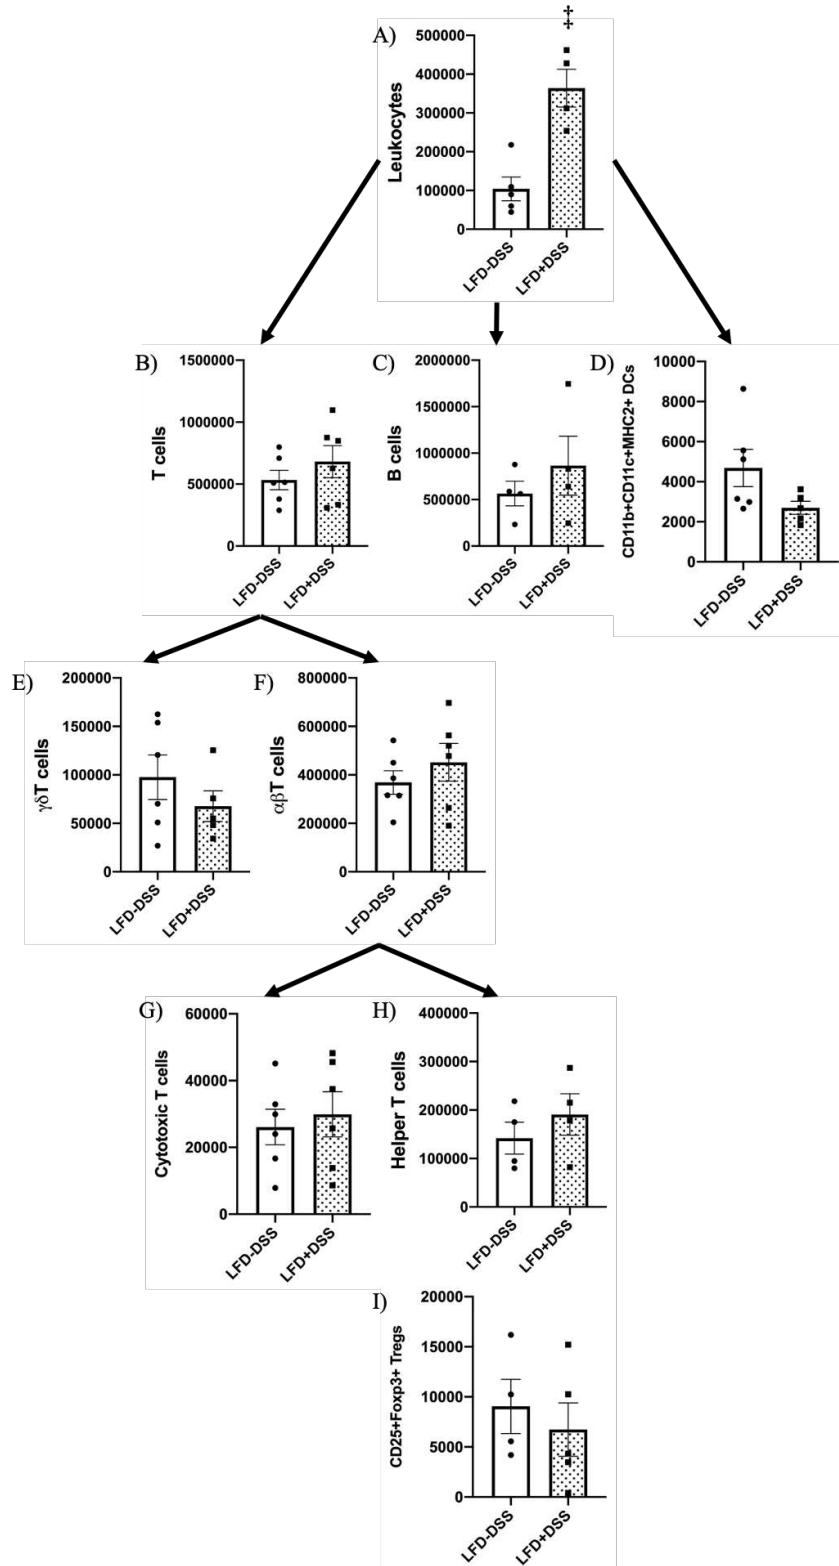 A)
‡
Leukocytes
500000
400000
300000
200000
100000
0
LFD-DSS
LFD+DSS
B)
T cells
1500000
1000000
500000
0
LFD-DSS
LFD+DSS
C)
B cells
2000000
1500000
1000000
500000
0
LFD-DSS
LFD+DSS
D)
CD11b+CD11c+MHC2+ DCs
10000
8000
6000
4000
2000
0
LFD-DSS
LFD+DSS
E)
γδT cells
200000
150000
100000
50000
0
LFD-DSS
LFD+DSS
F)
αβT cells
800000
600000
400000
200000
0
LFD-DSS
LFD+DSS
G)
Cytotoxic T cells
60000
40000
20000
0
LFD-DSS
LFD+DSS
H)
Helper T cells
400000
300000
200000
100000
0
LFD-DSS
LFD+DSS
I)
CD25+Foxp3+ Tregs
20000
15000
10000
5000
0
LFD-DSS
LFD+DSS